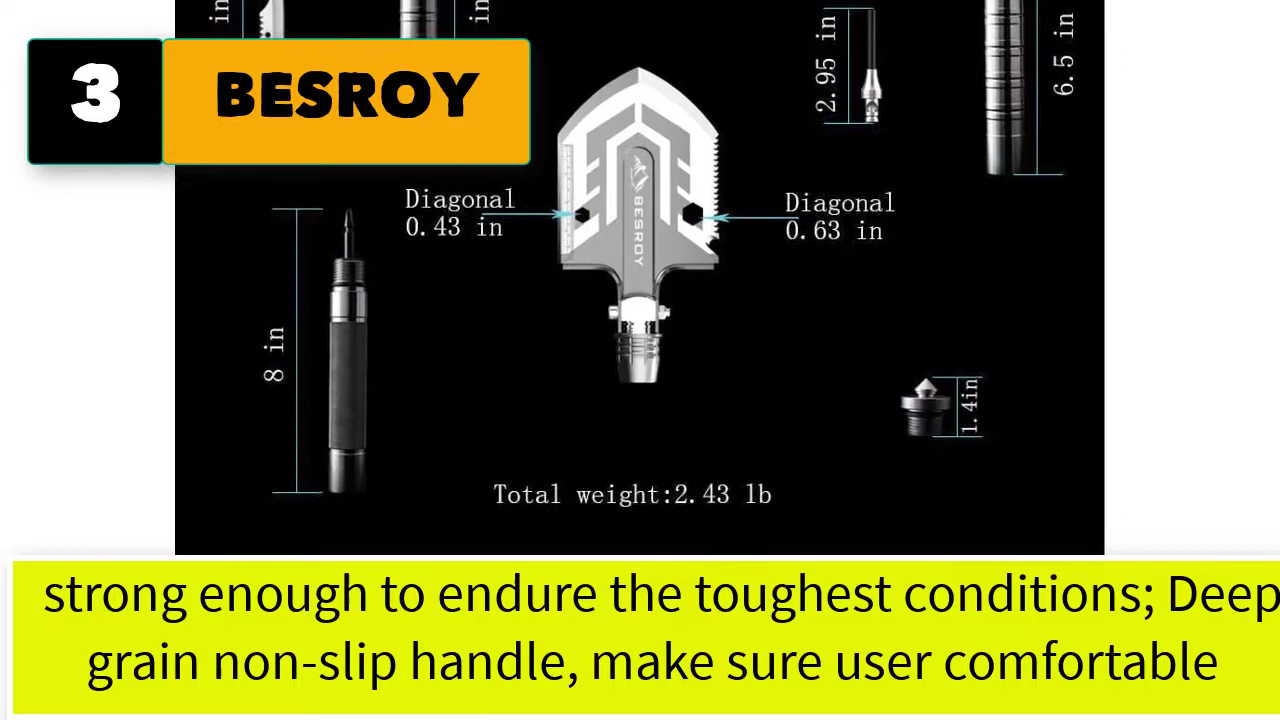 in
in
3 BESROY
2.95 in
6.5 in
Diagonal
0.43 in
Diagonal
0.63 in
BESROY
8 in
1.4in
Total weight:2.43 lb
strong enough to endure the toughest conditions; Deep
grain non-slip handle, make sure user comfortable